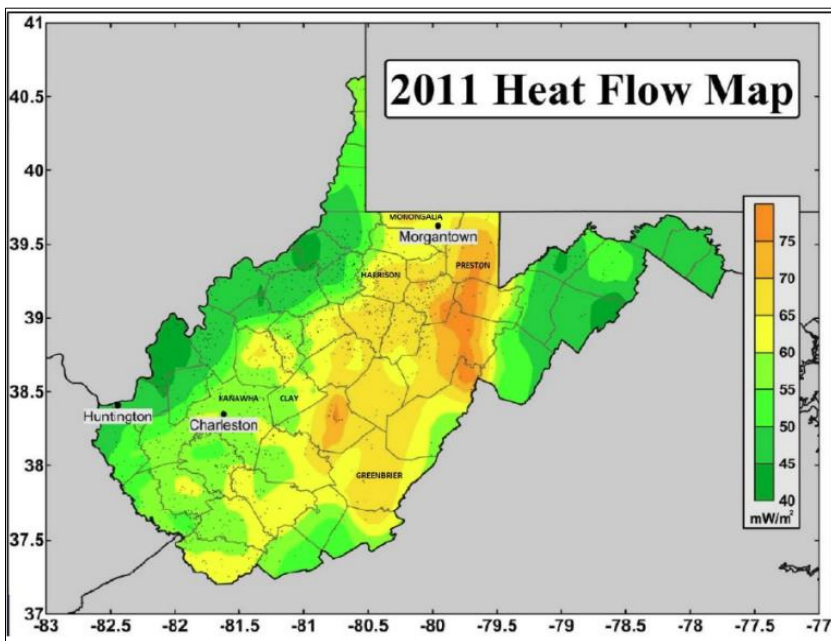 2011 Heat Flow Map
41
40.5
40
39.5
39
38.5
38
37.5
37
-83 -82.5 -82 -81.5 -81 -80.5 -80 -79.5 -79 -78.5 -78 -77.5 -77
MONONGALIA
Morgantown
HARRISON
PRESTON
KANAWHA
CLAY
Huntington
Charleston
GREENBRIER
75
70
65
60
55
50
45
40
mW/m²